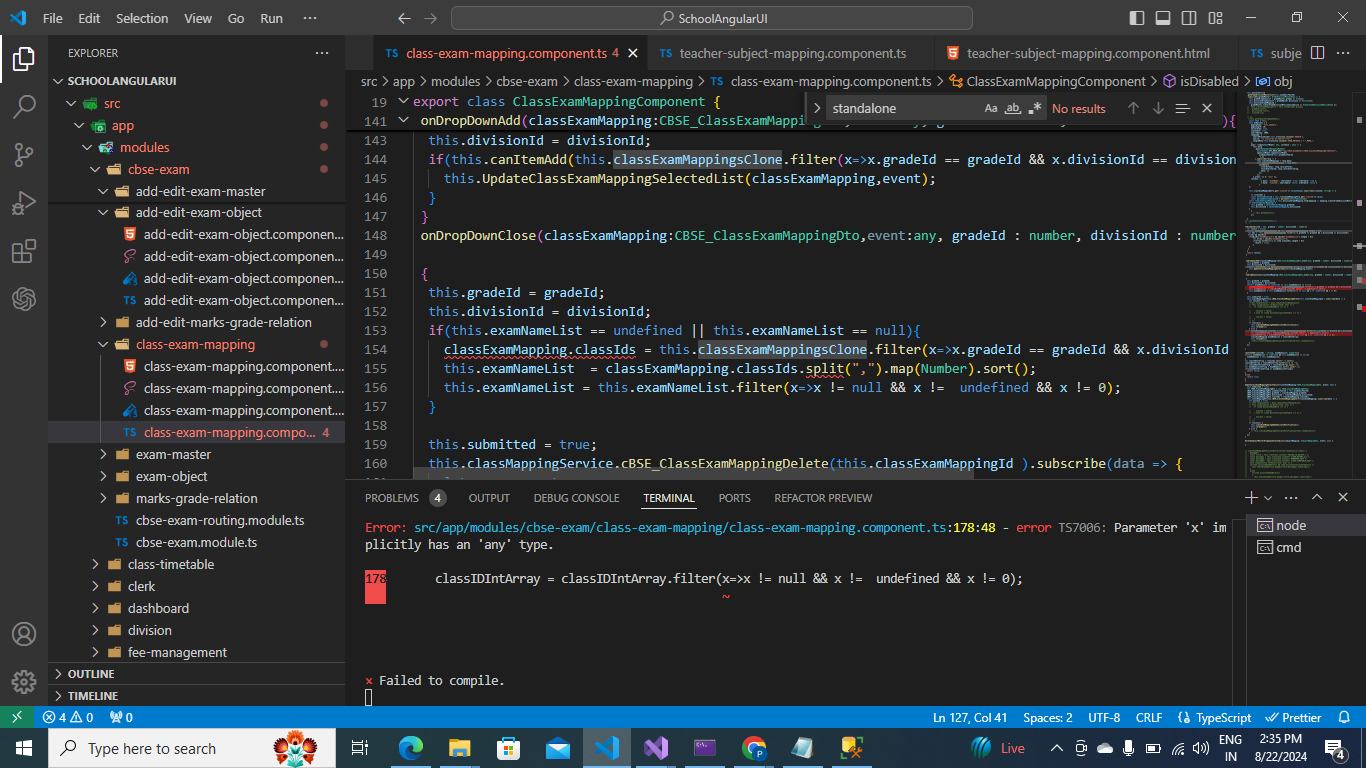 File Edit Selection View Go Run ··· SchoolAngularUI
EXPLORER ···
SCHOOLANGULARUI
src
app
modules
cbse-exam
add-edit-exam-master
add-edit-exam-object
add-edit-exam-object.componen...
add-edit-exam-object.componen...
add-edit-exam-object.componen...
TS add-edit-exam-object.componen...
add-edit-marks-grade-relation
class-exam-mapping
class-exam-mapping.component....
class-exam-mapping.component....
class-exam-mapping.component....
TS class-exam-mapping.compo... 4
exam-master
exam-object
marks-grade-relation
TS cbse-exam-routing.module.ts
TS cbse-exam.module.ts
class-timetable
clerk
dashboard
division
fee-management
OUTLINE
TIMELINE
TS class-exam-mapping.component.ts 4 TS teacher-subject-mapping.component.ts teacher-subject-mapping.component.html TS subje ···
src > app > modules > cbse-exam > class-exam-mapping > TS class-exam-mapping.component.ts > ClassExamMappingComponent > isDisabled > obj
standalone Aa ab .* No results
19 export class ClassExamMappingComponent {
141 onDropDownAdd(classExamMapping:CBSE_ClassExamMapping ){
this.divisionId = divisionId;
144 if(this.canItemAdd(this.classExamMappingsClone.filter(x=>x.gradeId == gradeId && x.divisionId == division
145 this.UpdateClassExamMappingSelectedList(classExamMapping,event);
146 }
147 }
148 onDropDownClose(classExamMapping:CBSE_ClassExamMappingDto,event:any, gradeId : number, divisionId : number
149
150 {
151 this.gradeId = gradeId;
152 this.divisionId = divisionId;
153 if(this.examNameList == undefined || this.examNameList == null){
154 classExamMapping.classIds = this.classExamMappingsClone.filter(x=>x.gradeId == gradeId && x.divisionId
155 this.examNameList  = classExamMapping.classIds.split(",").map(Number).sort();
156 this.examNameList = this.examNameList.filter(x=>x != null && x !=  undefined && x != 0);
157 }
158
159 this.submitted = true;
160 this.classMappingService.cBSE_ClassExamMappingDelete(this.classExamMappingId ).subscribe(data => {
PROBLEMS 4 OUTPUT DEBUG CONSOLE TERMINAL PORTS REFACTOR PREVIEW
Error: src/app/modules/cbse-exam/class-exam-mapping/class-exam-mapping.component.ts:178:48 - error TS7006: Parameter 'x' im
plicitly has an 'any' type.
178 classIDIntArray = classIDIntArray.filter(x=>x != null && x !=  undefined && x != 0);
~
× Failed to compile.
node
cmd
4 0 0 Ln 127, Col 41 Spaces: 2 UTF-8 CRLF {} TypeScript Prettier
Type here to search Live ENG IN 2:35 PM 8/22/2024 4